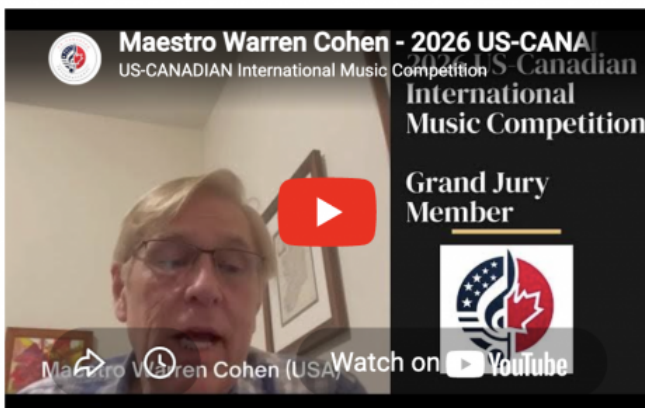 Maestro Warren Cohen - 2026 US-CANA
US-CANADIAN International Music Competition
2026 US-Canadian
International
Music Competition
Grand Jury
Member
Maestro Warren Cohen (USA)
Watch on YouTube